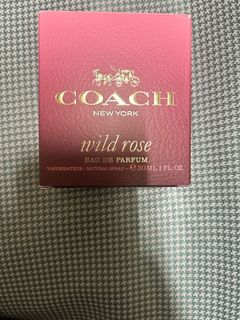 COACH
NEW YORK
wild rose
EAU DE PARFUM
VAPORISATEUR / NATURAL SPRAY – ℮ 30 ML 1 FL. OZ.